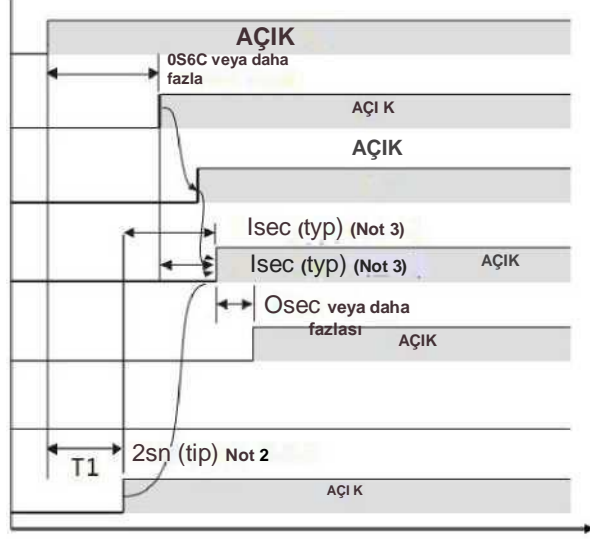 AÇIK
0S6C veya daha
fazla
AÇI K
AÇIK
Isec (typ) (Not 3)
Isec (typ) (Not 3)
AÇIK
Osec veya daha
fazlası
AÇIK
2sn (tip) Not 2
T1
AÇI K